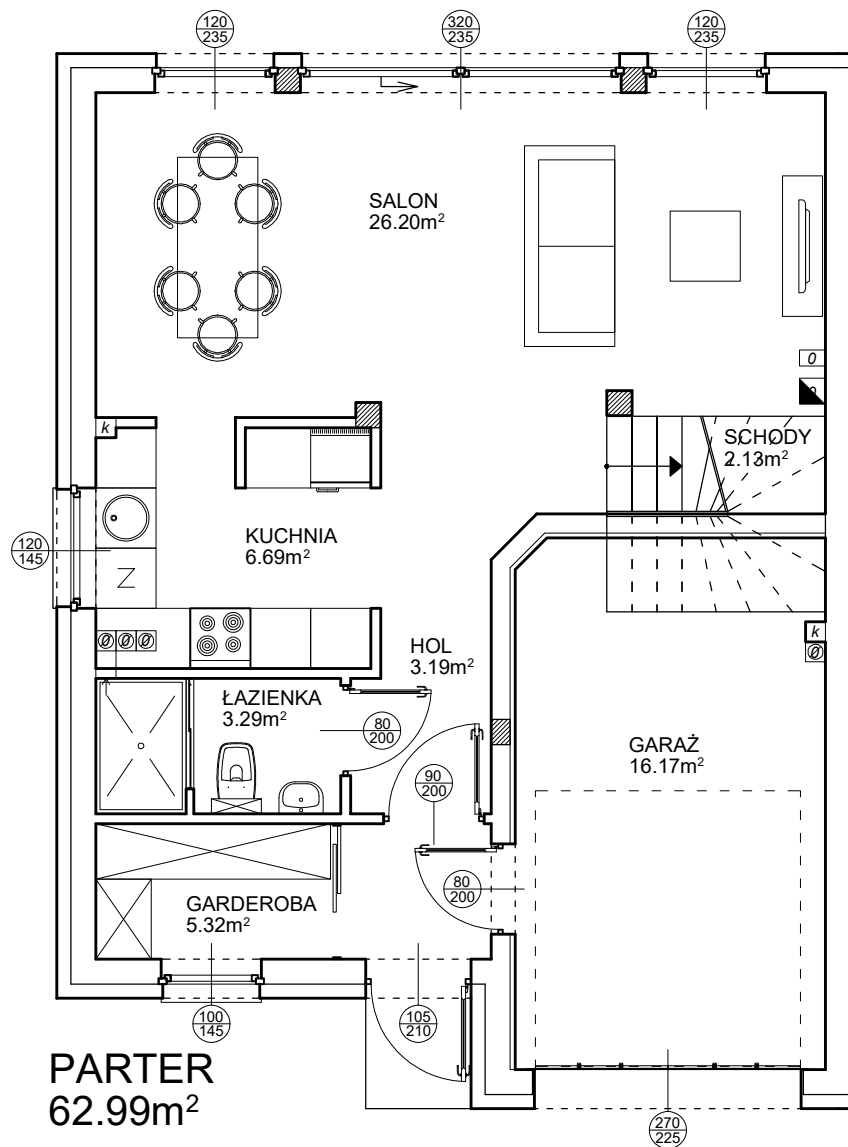 120
235
320
235
120
235
SALON
26.20m²
0
k
SCHODY
2.13m²
120
145
KUCHNIA
6.69m²
Z
k
Ø
Ø Ø Ø
HOL
3.19m²
ŁAZIENKA
3.29m²
80
200
GARAŻ
16.17m²
90
200
80
200
GARDEROBA
5.32m²
100
145
105
210
PARTER
62.99m²
270
225